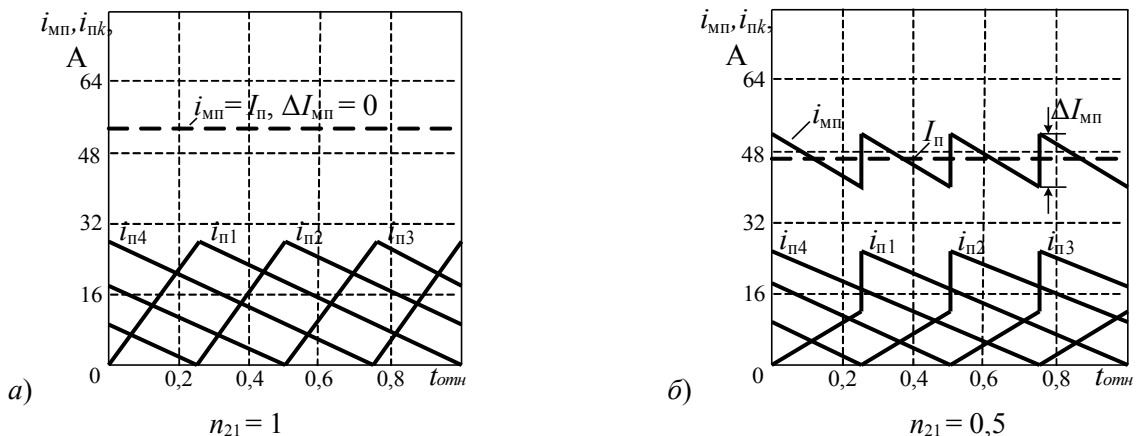 iмп, iпk,
А
64
48
32
16
0
iмп = Iп, ΔIмп = 0
iп4
iп1
iп2
iп3
0,2
0,4
0,6
0,8
tотн
а)
n21 = 1
iмп, iпk,
А
64
48
32
16
0
iмп
Iп
ΔIмп
iп4
iп1
iп2
iп3
0,2
0,4
0,6
0,8
tотн
б)
n21 = 0,5